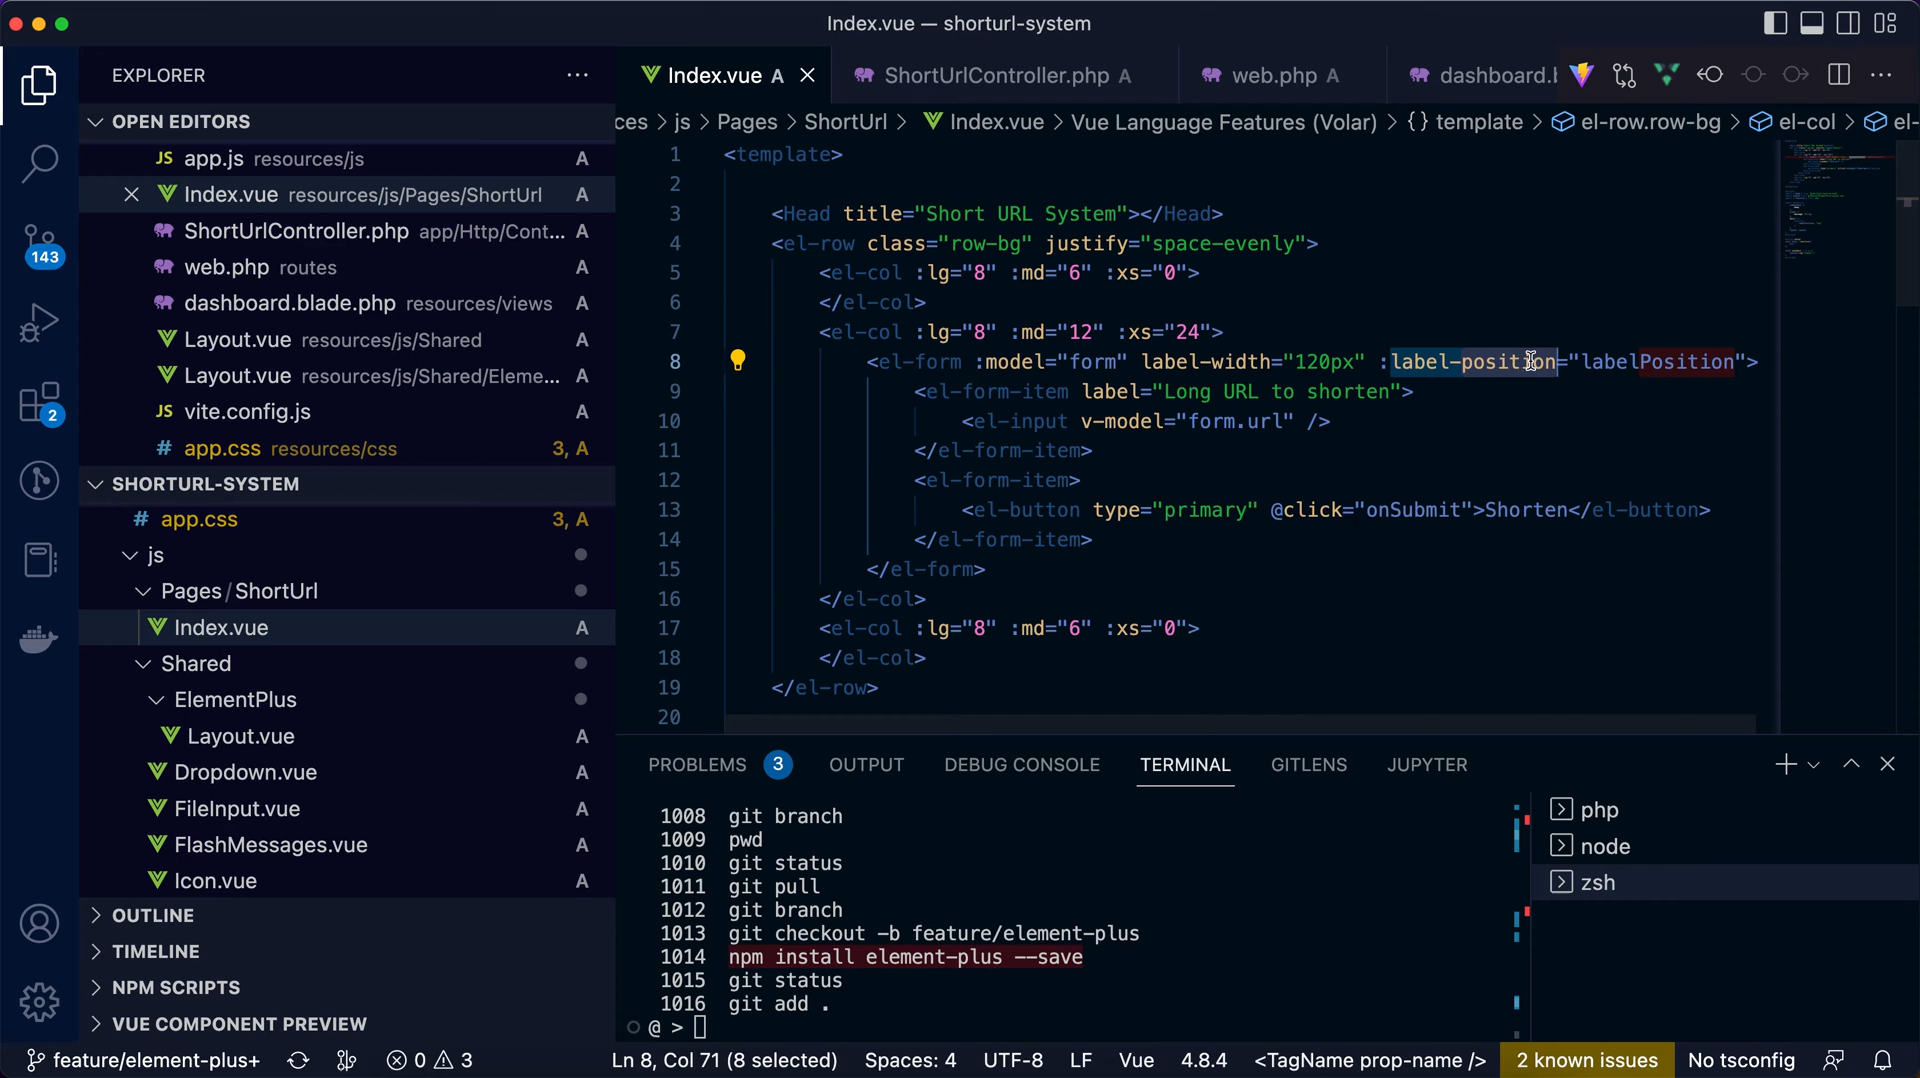 Index.vue — shorturl-system
EXPLORER
OPEN EDITORS
JS app.js resources/js A
Index.vue resources/js/Pages/ShortUrl A
ShortUrlController.php app/Http/Cont... A
web.php routes A
dashboard.blade.php resources/views A
Layout.vue resources/js/Shared A
Layout.vue resources/js/Shared/Eleme... A
JS vite.config.js A
# app.css resources/css 3, A
SHORTURL-SYSTEM
# app.css 3, A
js
Pages / ShortUrl
Index.vue A
Shared
ElementPlus
Layout.vue A
Dropdown.vue A
FileInput.vue A
FlashMessages.vue A
Icon.vue A
OUTLINE
TIMELINE
NPM SCRIPTS
VUE COMPONENT PREVIEW
143
2
Index.vue A ShortUrlController.php A web.php A dashboard.b
ces > js > Pages > ShortUrl > Index.vue > Vue Language Features (Volar) > {} template > el-row.row-bg > el-col > el-
1 <template>
2
3 <Head title="Short URL System"></Head>
4 <el-row class="row-bg" justify="space-evenly">
5 <el-col :lg="8" :md="6" :xs="0">
6 </el-col>
7 <el-col :lg="8" :md="12" :xs="24">
8 <el-form :model="form" label-width="120px" :label-position="labelPosition">
9 <el-form-item label="Long URL to shorten">
10 <el-input v-model="form.url" />
11 </el-form-item>
12 <el-form-item>
13 <el-button type="primary" @click="onSubmit">Shorten</el-button>
14 </el-form-item>
15 </el-form>
16 </el-col>
17 <el-col :lg="8" :md="6" :xs="0">
18 </el-col>
19 </el-row>
20
PROBLEMS 3 OUTPUT DEBUG CONSOLE TERMINAL GITLENS JUPYTER
1008 git branch
1009 pwd
1010 git status
1011 git pull
1012 git branch
1013 git checkout -b feature/element-plus
1014 npm install element-plus --save
1015 git status
1016 git add .
@ >
php
node
zsh
feature/element-plus+ 0 3 Ln 8, Col 71 (8 selected) Spaces: 4 UTF-8 LF Vue 4.8.4 <TagName prop-name /> 2 known issues No tsconfig